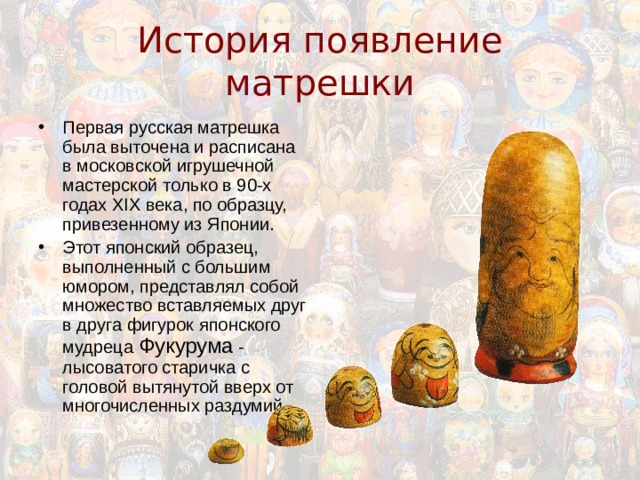 История появление
матрешки
• Первая русская матрешка
была выточена и расписана
в московской игрушечной
мастерской только в 90-х
годах XIX века, по образцу,
привезенному из Японии.
• Этот японский образец,
выполненный с большим
юмором, представлял собой
множество вставляемых друг
в друга фигурок японского
мудреца Фукурума -
лысоватого старичка с
головой вытянутой вверх от
многочисленных раздумий.